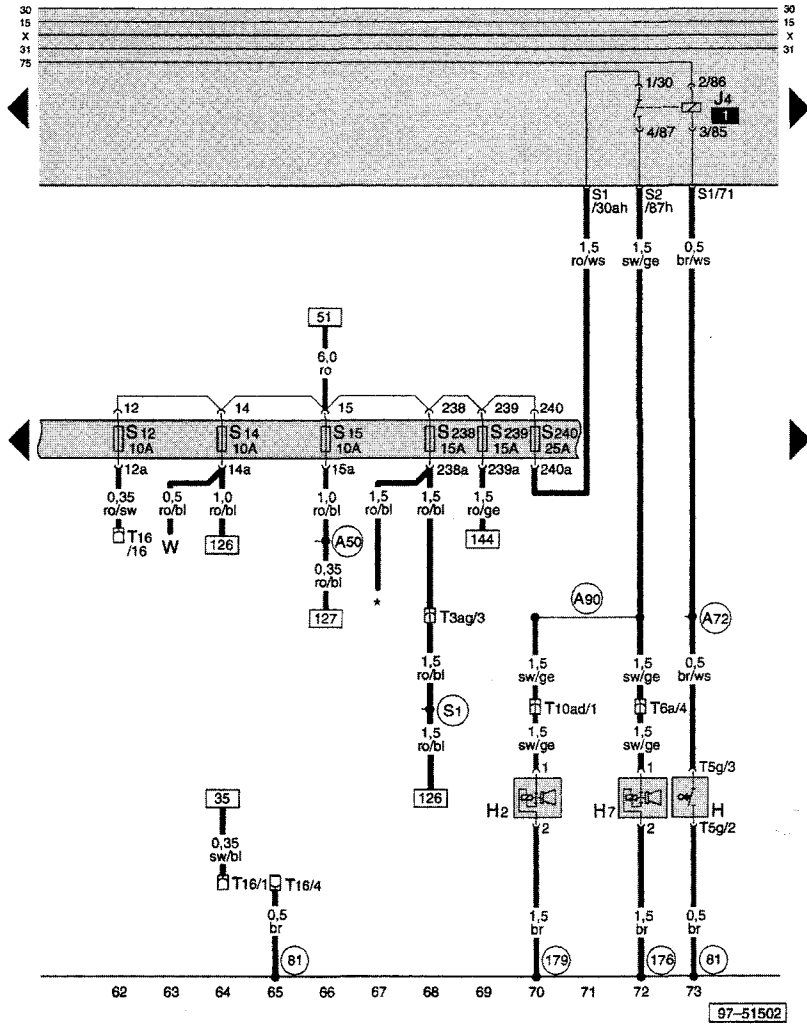 30 30
15 15
X X
31 31
75
1/30 2/86
J4
1
4/87 3/85
S1 /30ah S2 /87h S1/71
1,5 ro/ws 1,5 sw/ge 0,5 br/ws
51
6,0
ro
12 14 15 238 239 240
S12 10A S14 10A S15 10A S238 15A S239 15A S240 25A
12a 14a 15a 238a 239a 240a
0,35 ro/sw 0,5 ro/bl 1,0 ro/bl 1,0 ro/bl 1,5 ro/bl 1,5 ro/bl 1,5 ro/ge
T16 /16 W 126 A50 144
0,35
ro/bl
127 * T3ag/3 A90 A72
1,5 ro/bl 1,5 sw/ge 1,5 sw/ge 0,5 br/ws
S1 T10ad/1 T6a/4
1,5 ro/bl 1,5 sw/ge 1,5 sw/ge
1 1 T5g/3
35 126 H2 H7 H
2 2 T5g/2
0,35
sw/bl
T16/1 T16/4
0,5 br 1,5 br 1,5 br 0,5 br
81 179 176 81
62 63 64 65 66 67 68 69 70 71 72 73
97-51502